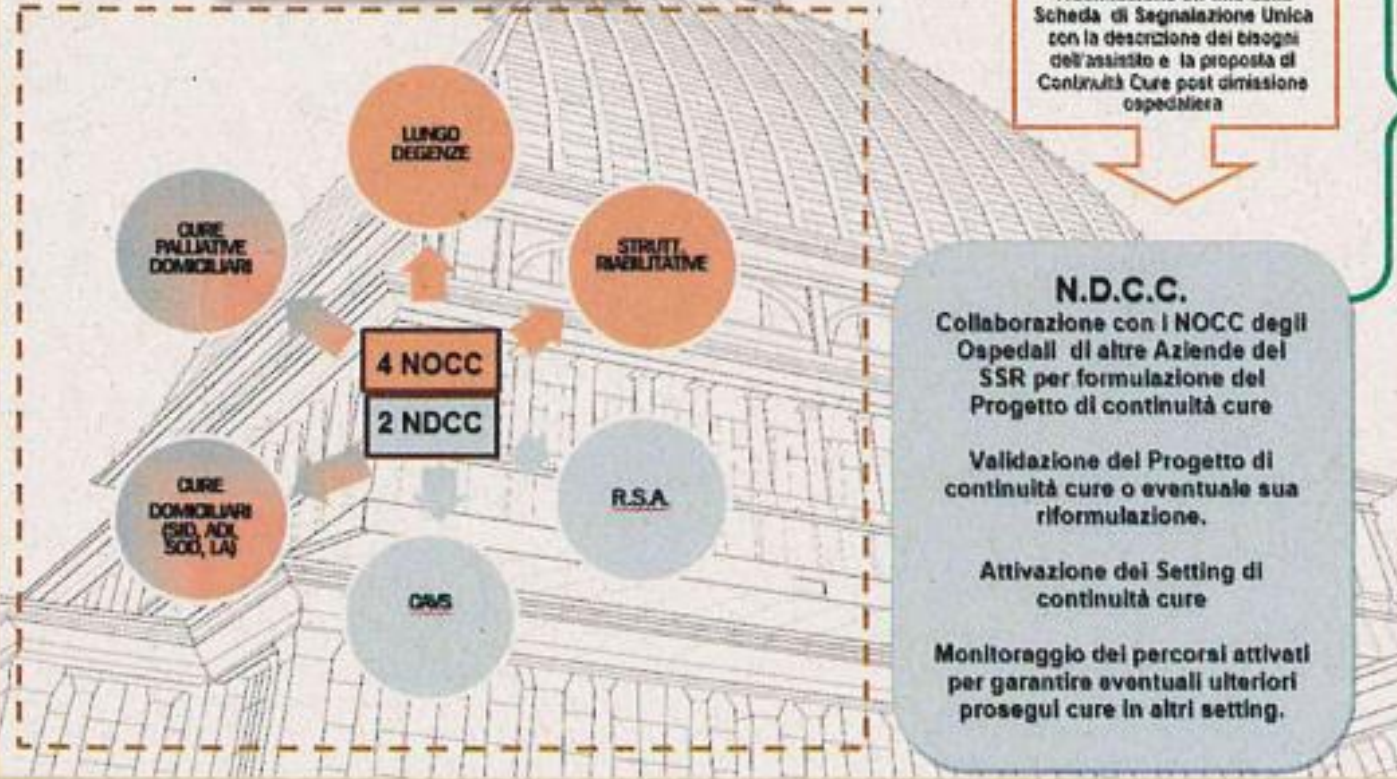 Scheda di Segnalazione Unica
con la descrizione dei bisogni
dell'assistito e la proposta di
Continuità Cure post dimissione
ospedaliera
LUNGO
DEGENZE
CURE
PALLIATIVE
DOMICILIARI
STRUTT.
RIABILITATIVE
4 NOCC
2 NDCC
CURE
DOMICILIARI
(SID, ADI,
SOD, LA)
R.S.A.
CAVS
N.D.C.C.
Collaborazione con i NOCC degli
Ospedali di altre Aziende del
SSR per formulazione del
Progetto di continuità cure
Validazione del Progetto di
continuità cure o eventuale sua
riformulazione.
Attivazione dei Setting di
continuità cure
Monitoraggio dei percorsi attivati
per garantire eventuali ulteriori
prosegui cure in altri setting.